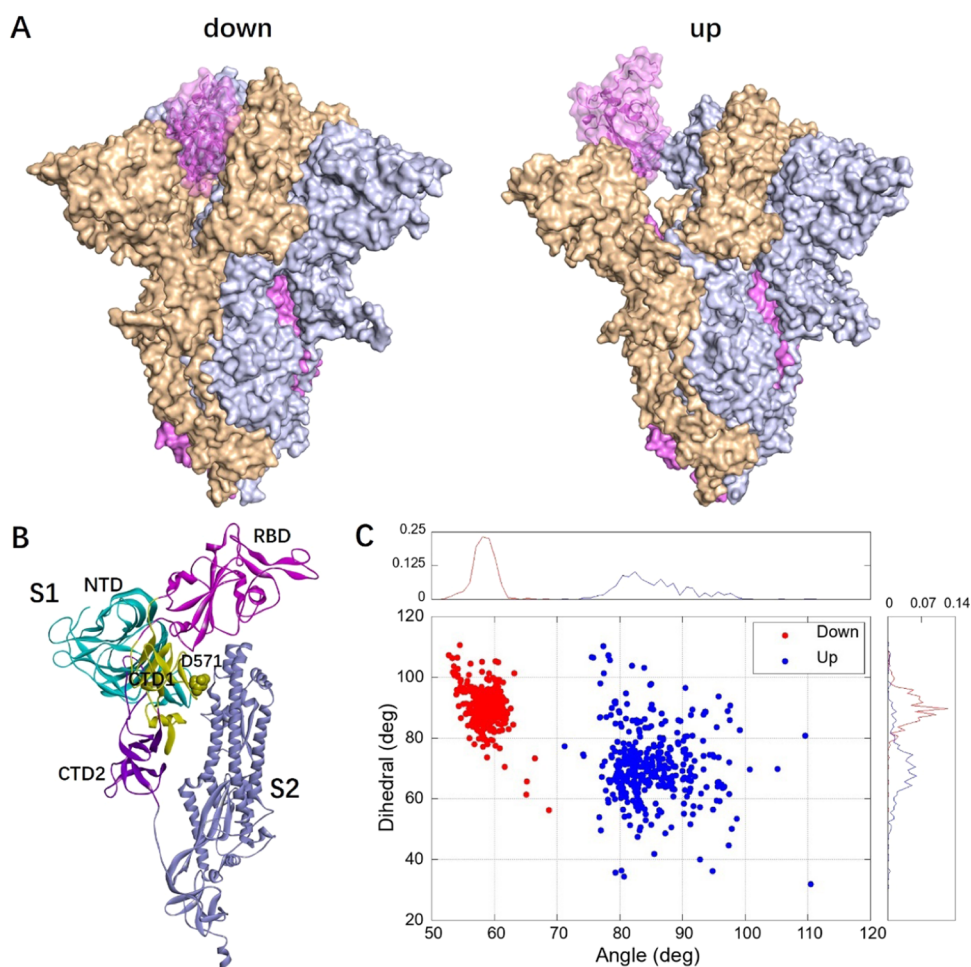 A
down
up
B
RBD
S1
NTD
D571
CTD1
CTD2
S2
C
0.25
0.125
0
0 0.07 0.14
120
100
80
60
40
20
Down
Up
Dihedral (deg)
50 60 70 80 90 100 110 120
Angle (deg)